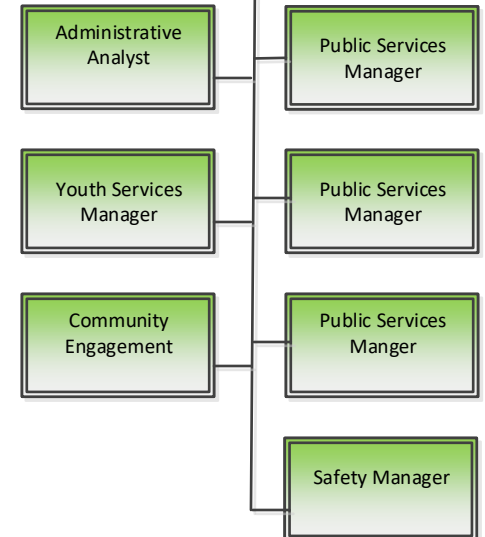 Administrative
Analyst
Public Services
Manager
Youth Services
Manager
Public Services
Manager
Community
Engagement
Public Services
Manger
Safety Manager